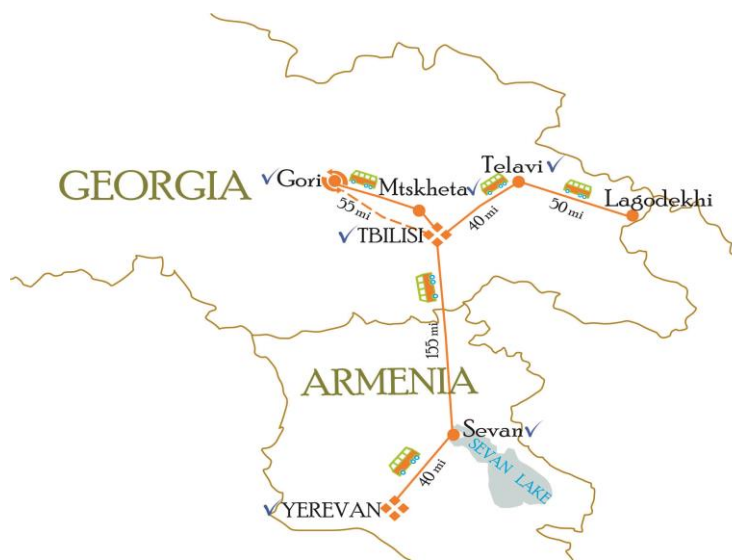 Telavi
GEORGIA
Gori
Mtskheta
Lagodekhi
55 mi
40 mi
50 mi
TBILISI
155 mi
ARMENIA
Sevan
SEVAN LAKE
40 mi
YEREVAN